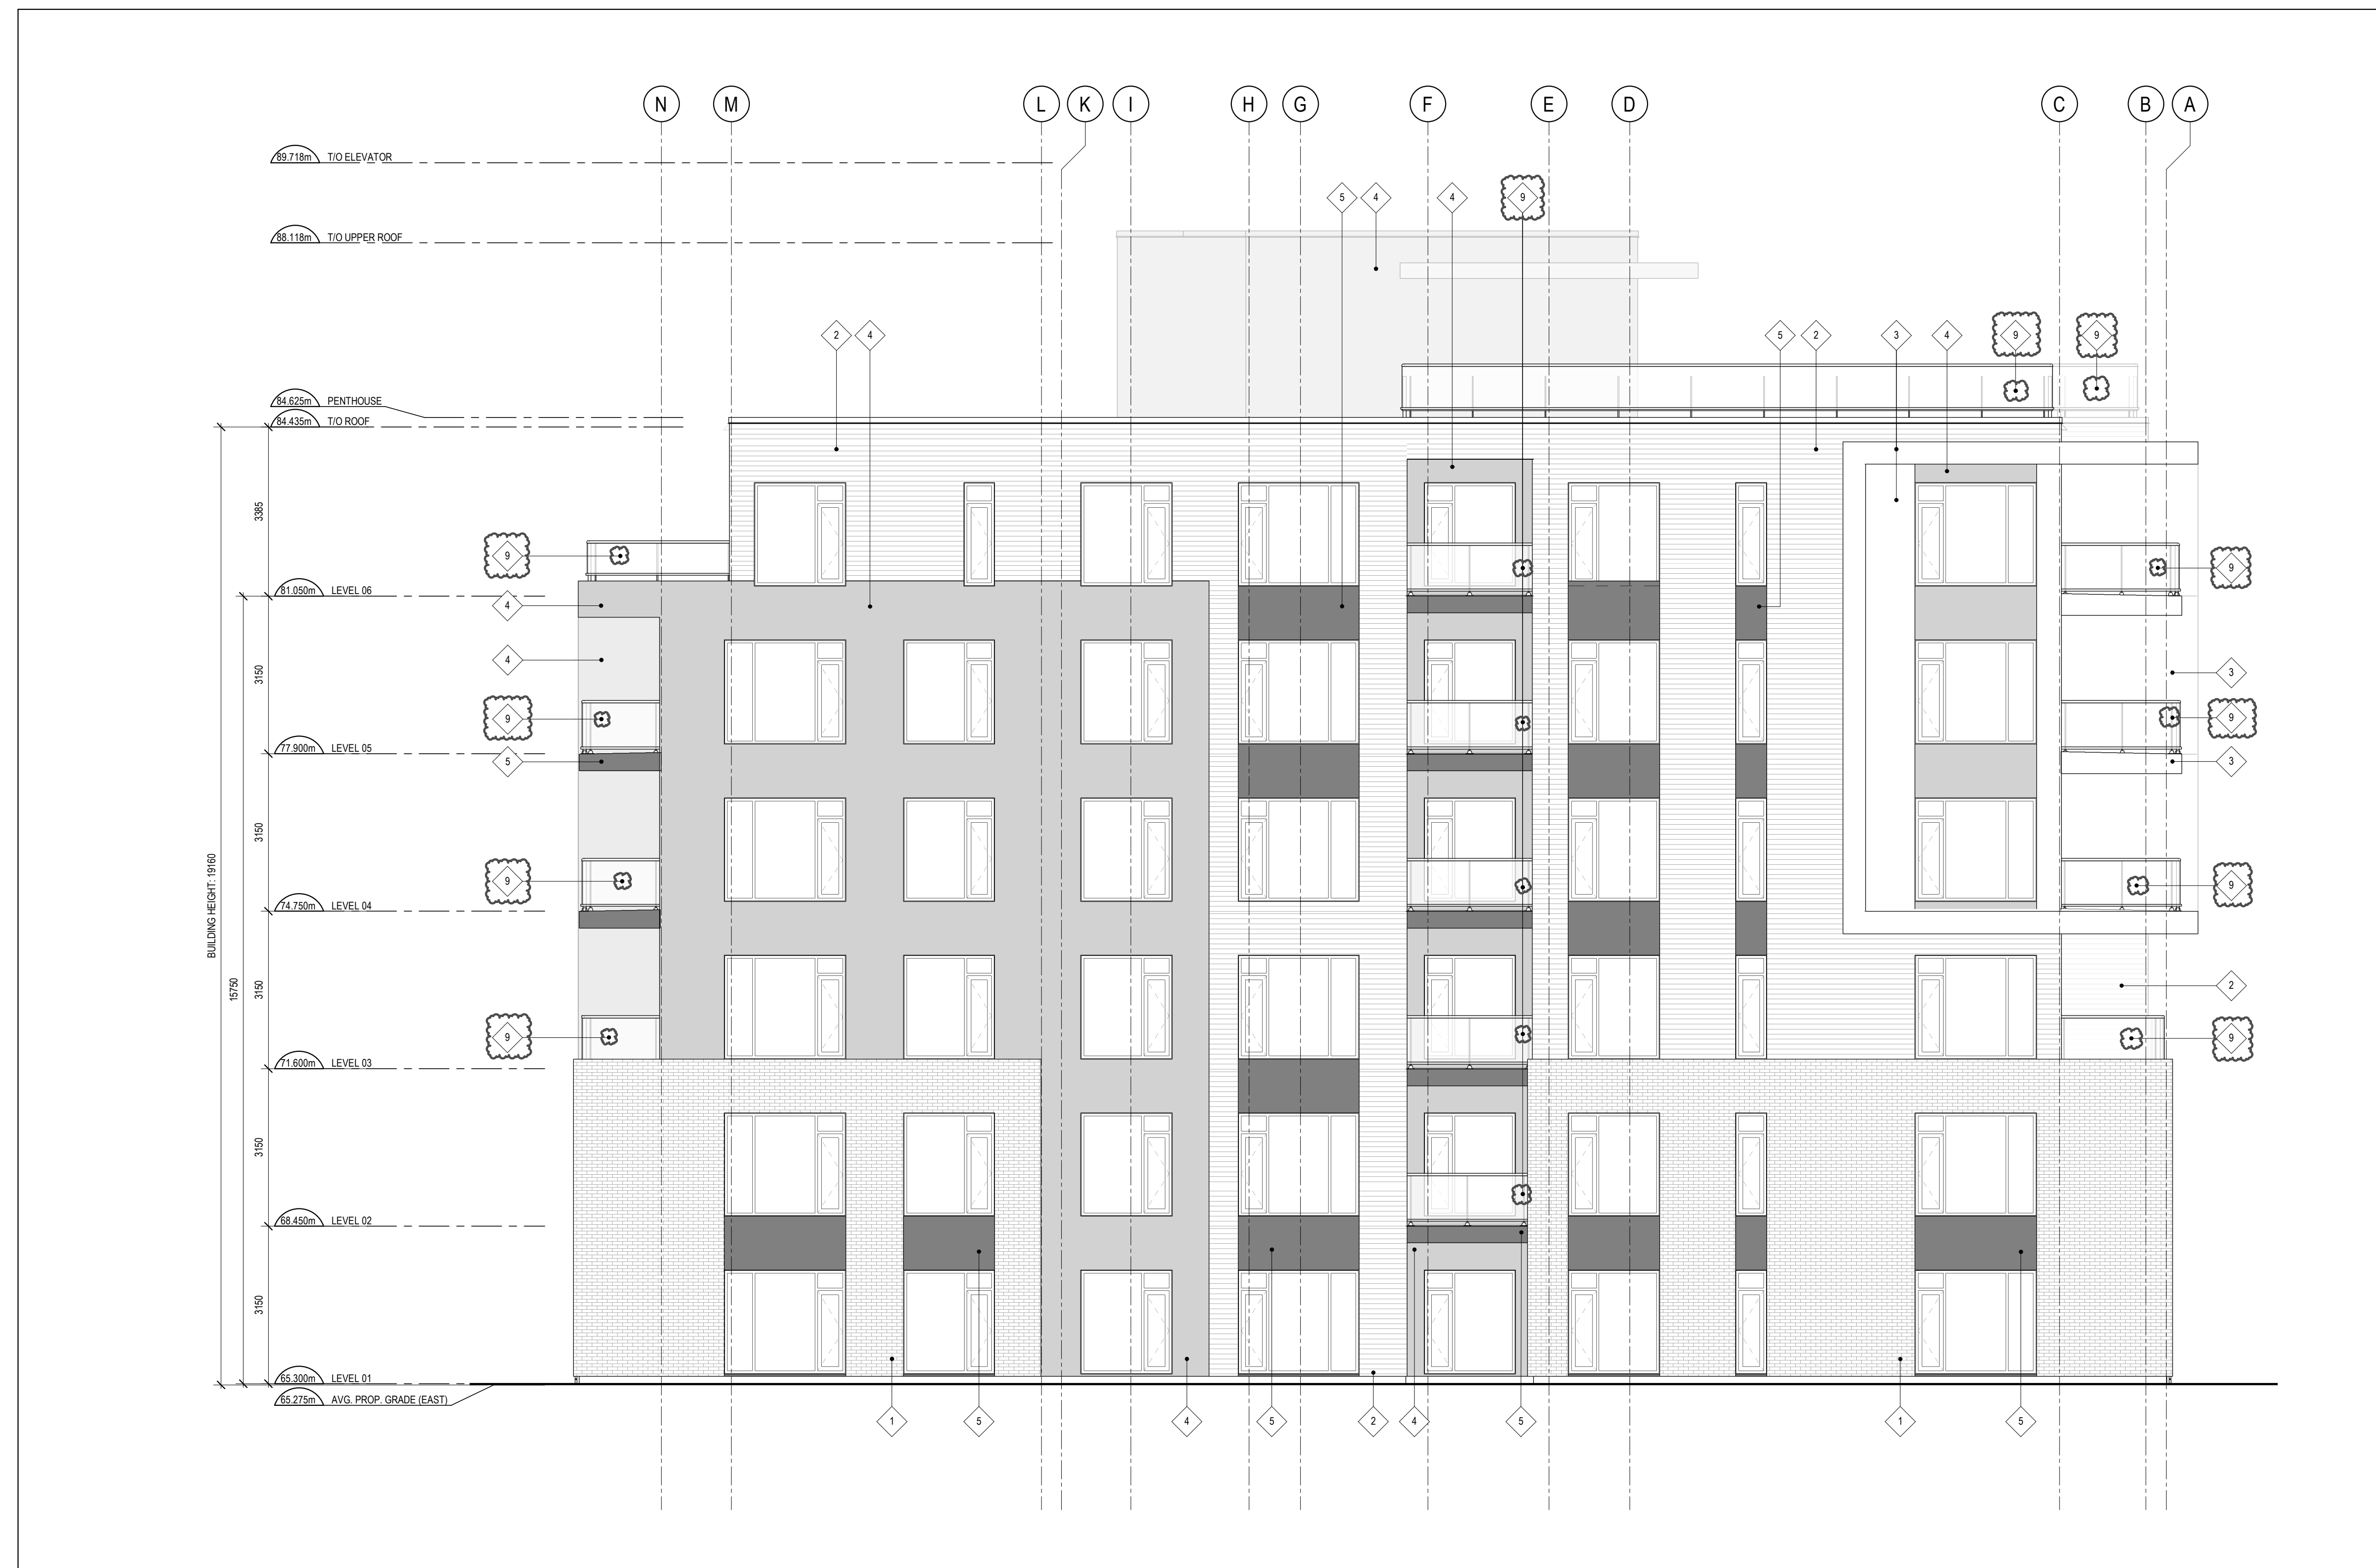 N M L K I H G F E D C B A
89.718m T/O ELEVATOR
5 4 4 9
88.118m T/O UPPER ROOF
2 4 5 2 3 4 9 9
84.625m PENTHOUSE
84.435m T/O ROOF
3385
9 9
81.050m LEVEL 06
4
4
3150
3
9 9
77.900m LEVEL 05
5 3
3150
9 9
BUILDING HEIGHT: 19160
74.750m LEVEL 04
15750
3150
2
9 9
71.600m LEVEL 03
3150
68.450m LEVEL 02
3150
65.300m LEVEL 01
65.275m AVG. PROP. GRADE (EAST)
1 5 4 5 2 4 5 1 5